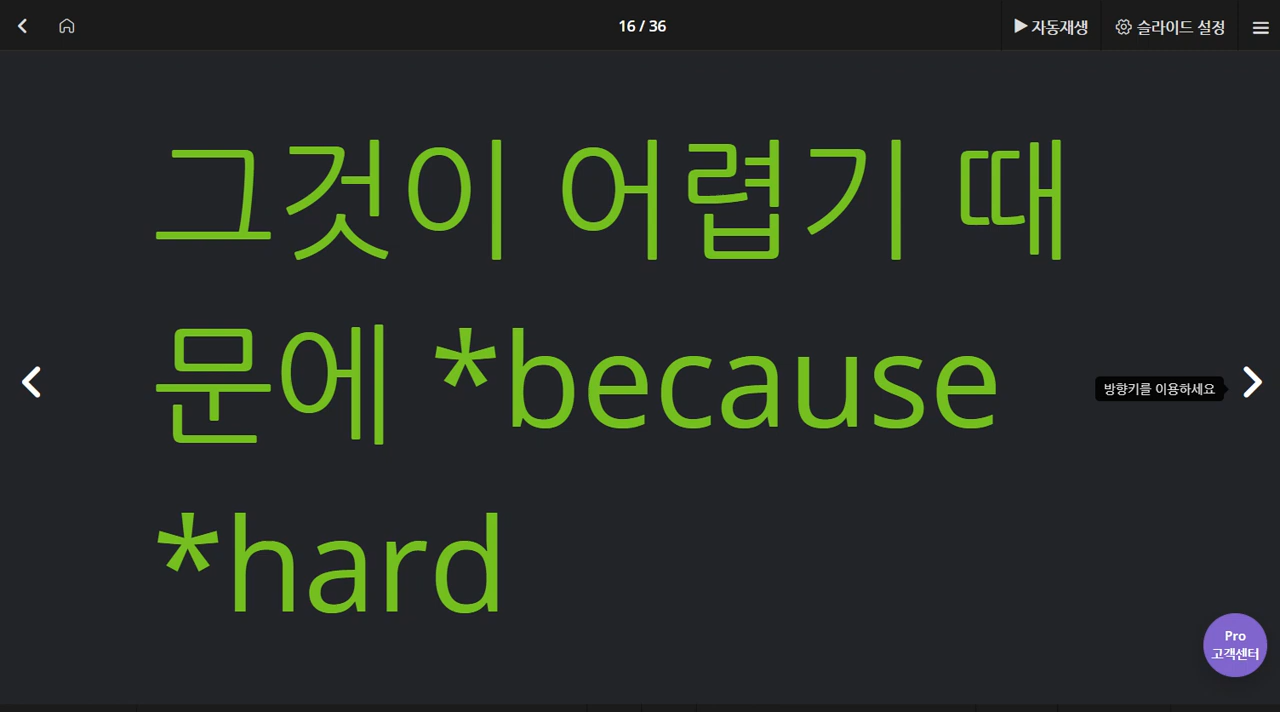 16 / 36
자동재생
슬라이드 설정
그것이 어렵기 때
문에 *because
*hard
방향키를 이용하세요
Pro
고객센터